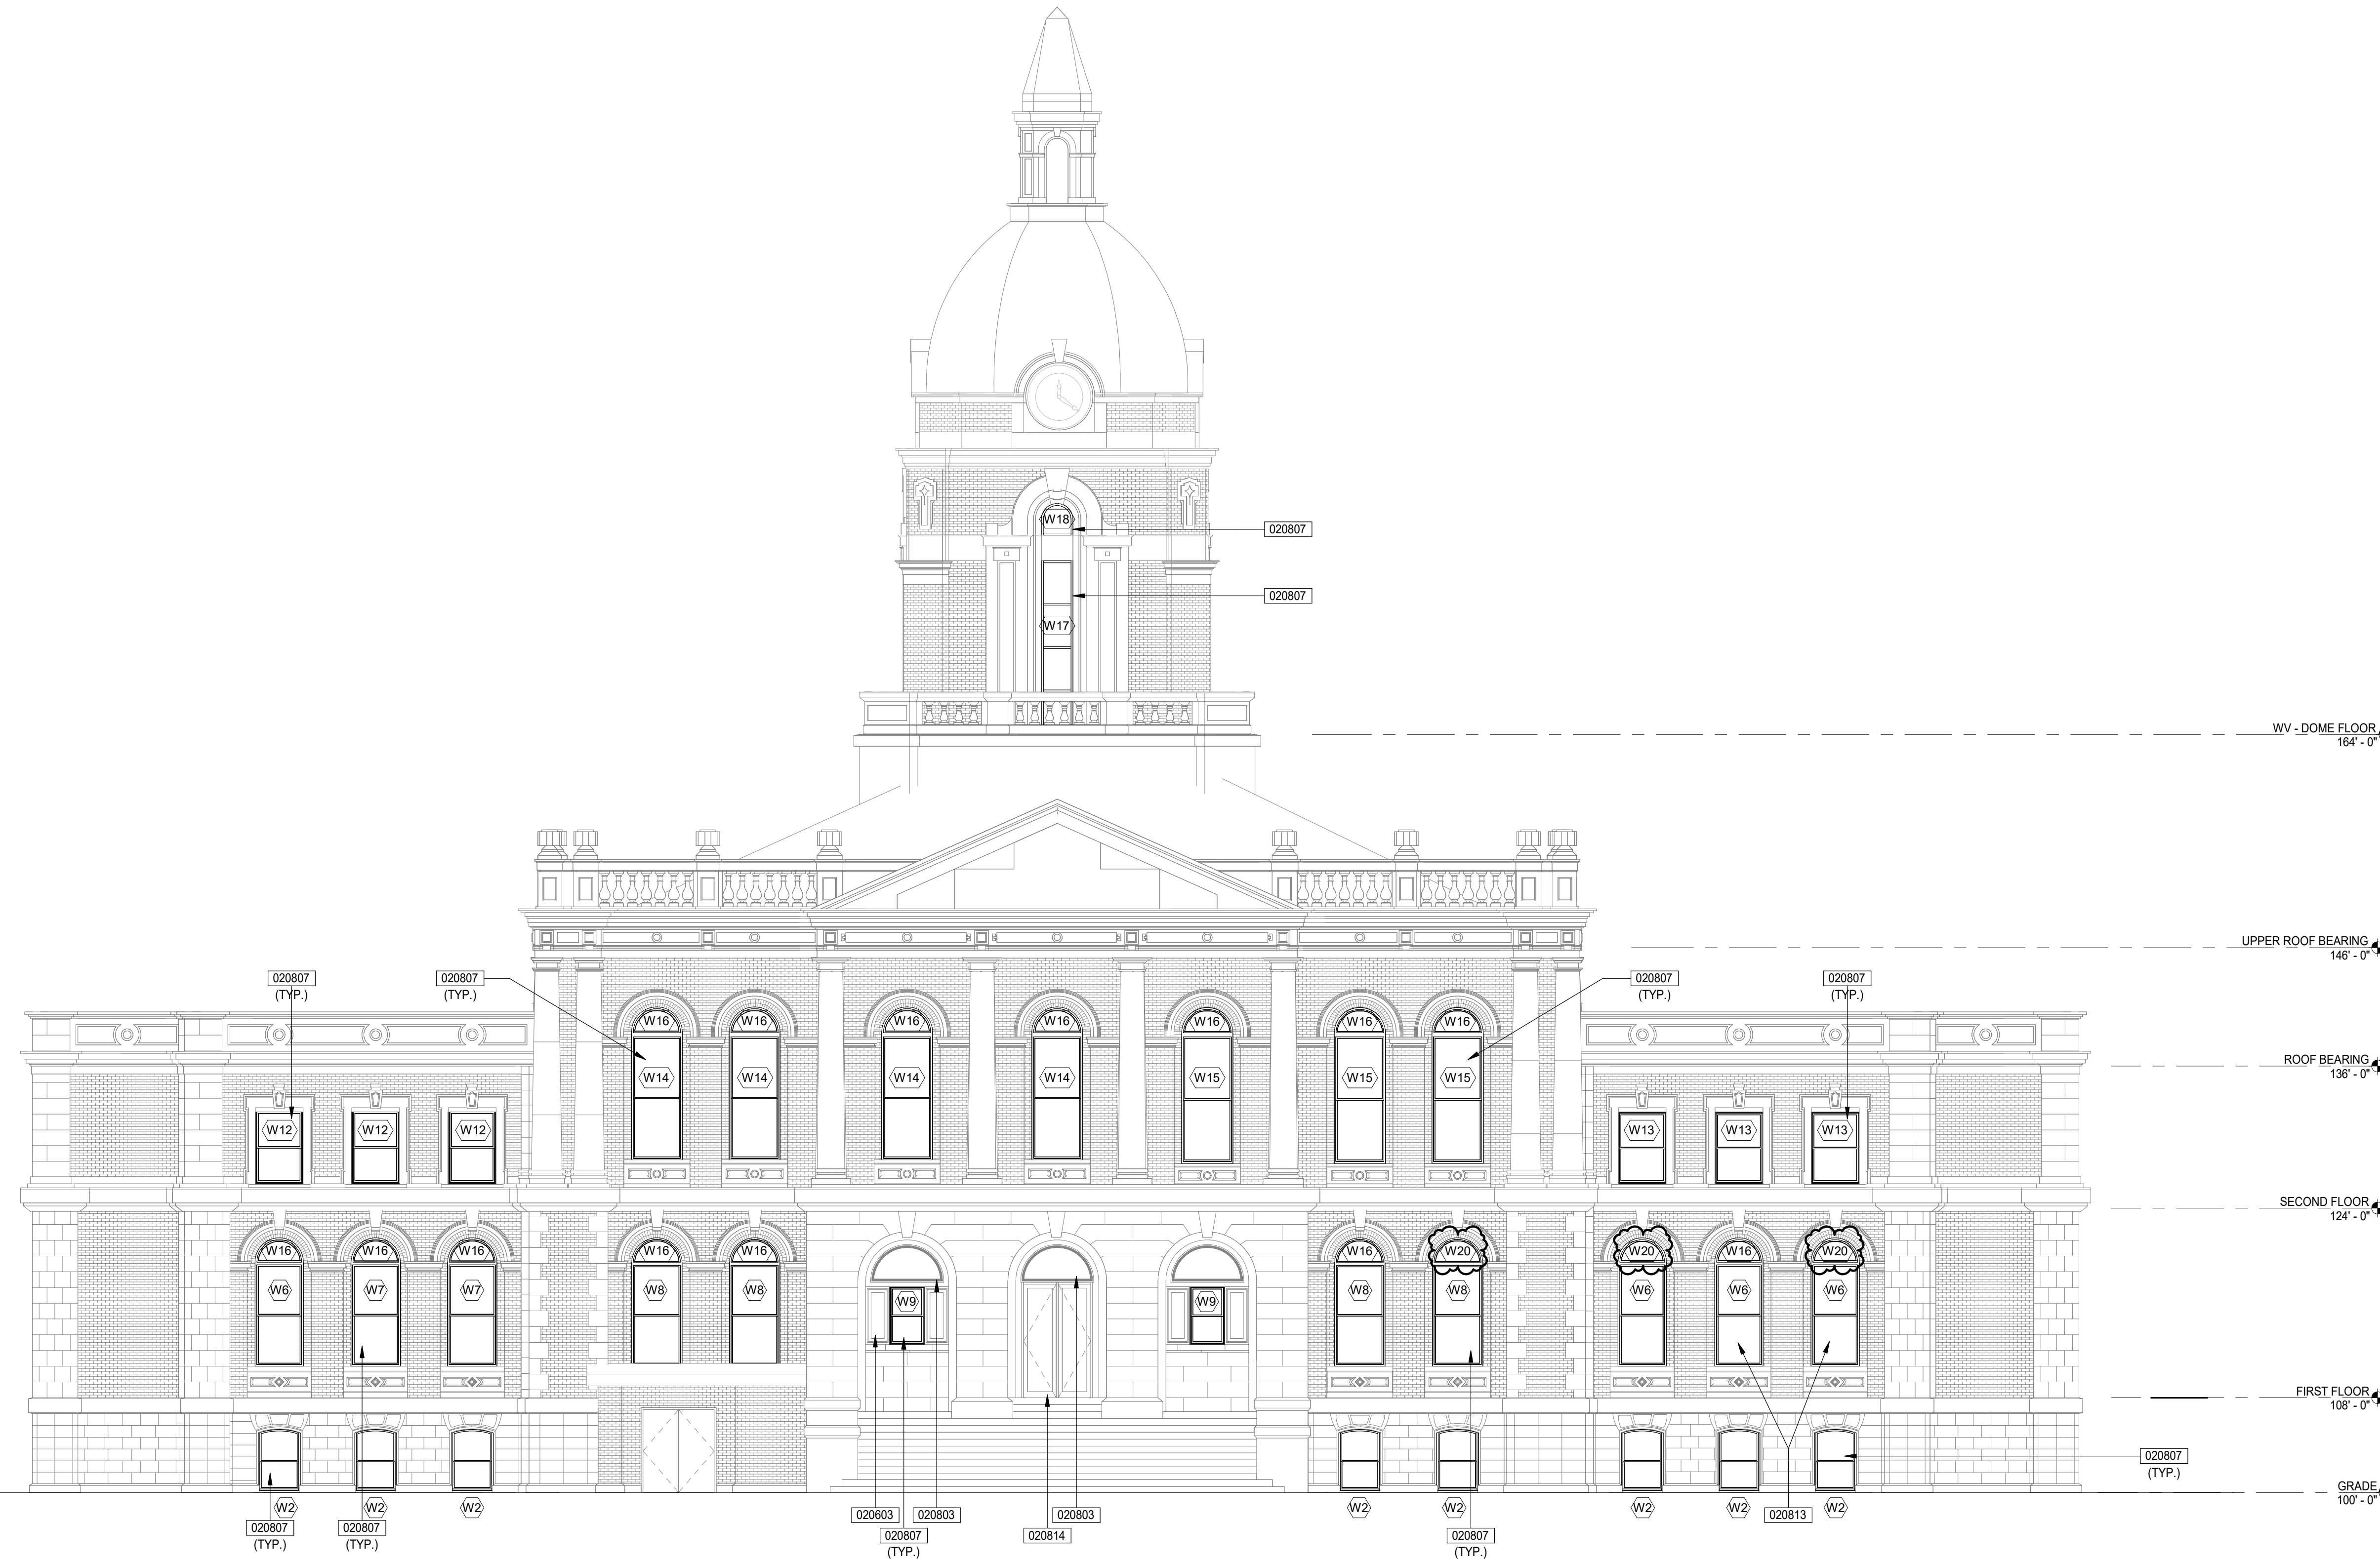 W18
020807
020807
W17
WV - DOME FLOOR
164' - 0"
UPPER ROOF BEARING
146' - 0"
020807
(TYP.)
020807
(TYP.)
020807
(TYP.)
020807
(TYP.)
W16 W16 W16 W16 W16 W16 W16
ROOF BEARING
136' - 0"
W14 W14 W14 W14 W15 W15 W15
W12 W12 W12 W13 W13 W13
SECOND FLOOR
124' - 0"
W16 W16 W16 W16 W16 W16 W20 W20 W16 W20
W6 W7 W7 W8 W8 W9 W9 W8 W8 W6 W6 W6
FIRST FLOOR
108' - 0"
020807
(TYP.)
GRADE
100' - 0"
W2 W2 W2 W2 W2 W2 W2 W2
020603 020803 020803 020813
020807
(TYP.)
020807
(TYP.)
020807
(TYP.)
020814
020807
(TYP.)